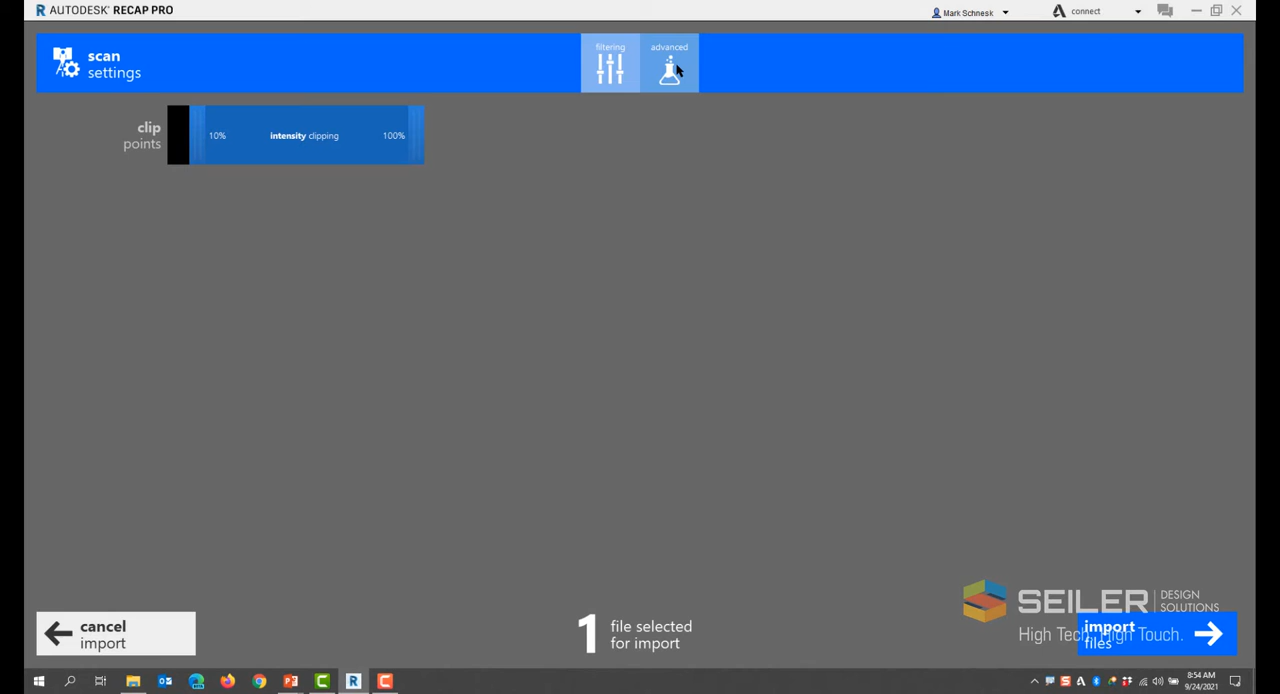 AUTODESK® RECAP PRO
Mark Schnesk
connect
scan
settings
filtering
advanced
clip
points
10%
intensity clipping
100%
cancel
import
1
file selected
for import
import
files
SEILER
DESIGN
SOLUTIONS
High Tech. High Touch.
8:54 AM
9/24/2021